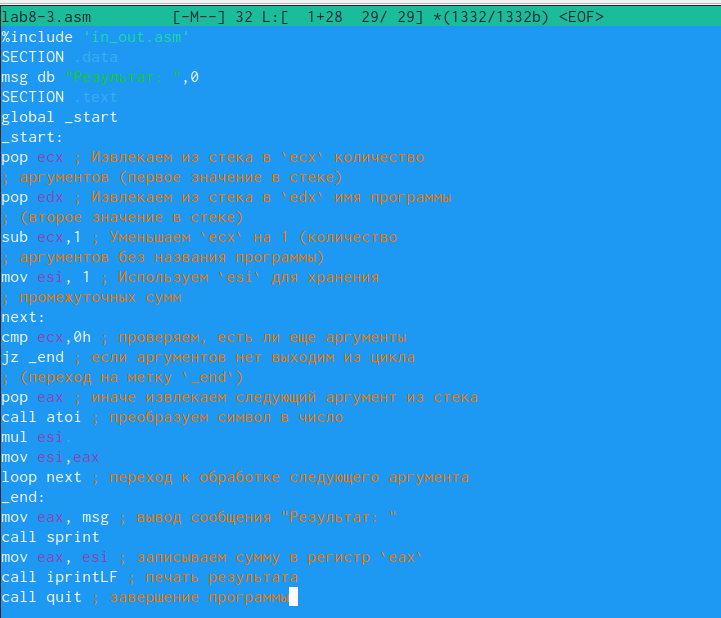 lab8-3.asm [-M--] 32 L:[ 1+28 29/ 29] *(1332/1332b) <EOF>
%include 'in_out.asm'
SECTION .data
msg db "Результат: ",0
SECTION .text
global _start
_start:
pop ecx ; Извлекаем из стека в `ecx` количество
; аргументов (первое значение в стеке)
pop edx ; Извлекаем из стека в `edx` имя программы
; (второе значение в стеке)
sub ecx,1 ; Уменьшаем `ecx` на 1 (количество
; аргументов без названия программы)
mov esi, 1 ; Используем `esi` для хранения
; промежуточных сумм
next:
cmp ecx,0h ; проверяем, есть ли еще аргументы
jz _end ; если аргументов нет выходим из цикла
; (переход на метку `_end`)
pop eax ; иначе извлекаем следующий аргумент из стека
call atoi ; преобразуем символ в число
mul esi
mov esi,eax
loop next ; переход к обработке следующего аргумента
_end:
mov eax, msg ; вывод сообщения "Результат: "
call sprint
mov eax, esi ; записываем сумму в регистр `eax`
call iprintLF ; печать результата
call quit ; завершение программы